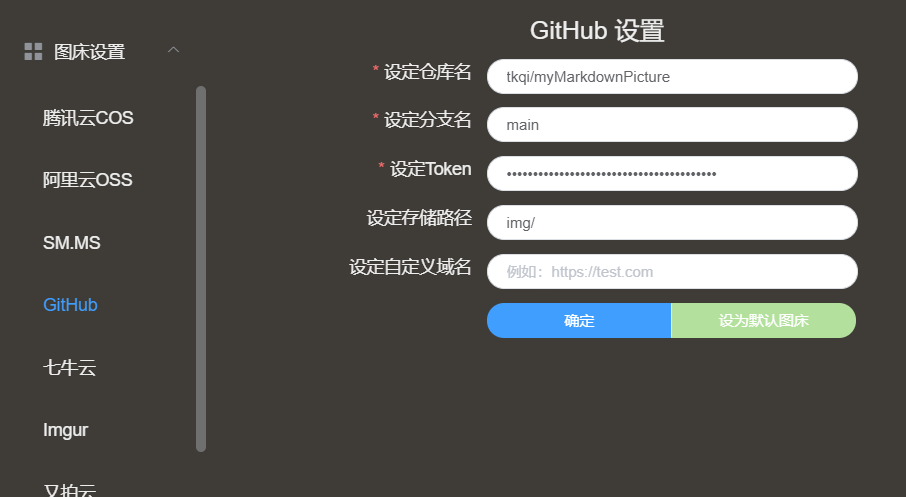 图床设置
腾讯云COS
阿里云OSS
SM.MS
GitHub
七牛云
Imgur
又拍云
GitHub 设置
* 设定仓库名
tkqi/myMarkdownPicture
* 设定分支名
main
* 设定Token
设定存储路径
img/
设定自定义域名
例如：https://test.com
确定
设为默认图床